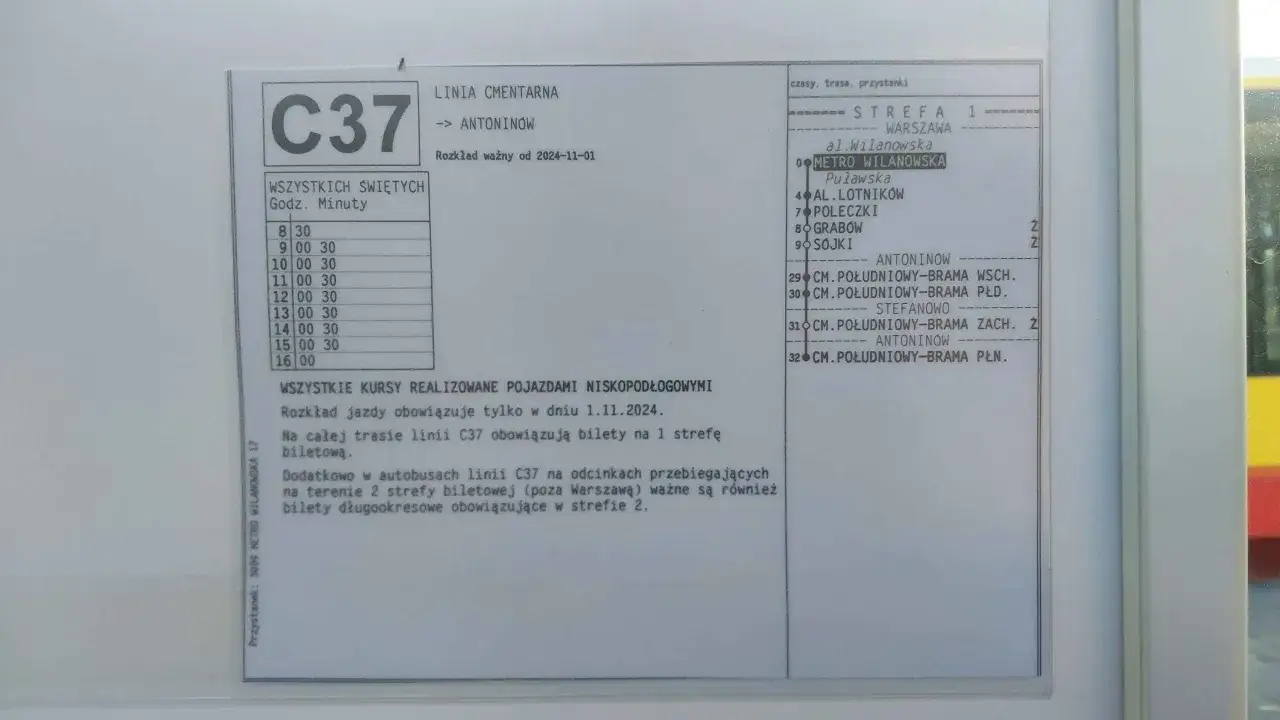 C37
LINIA CMENTARNA
-> ANTONINÓW
Rozkład ważny od 2024-11-01
WSZYSTKICH ŚWIĘTYCH
Godz. Minuty
8 30
9 00 30
10 00 30
11 00 30
12 00 30
13 00 30
14 00 30
15 00 30
16 00
WSZYSTKIE KURSY REALIZOWANE POJAZDAMI NISKOPODŁOGOWYMI
Rozkład jazdy obowiązuje tylko w dniu 1.11.2024.
Na całej trasie linii C37 obowiązują bilety na 1 strefę
biletową.
Dodatkowo w autobusach linii C37 na odcinkach przebiegających
na terenie 2 strefy biletowej (poza Warszawą) ważne są również
bilety długookresowe obowiązujące w strefie 2.
Przystanek: 3009 METRO WILANOWSKA 17
czasy, trasa, przystanki
STREFA 1
WARSZAWA
al.Wilanowska
0 METRO WILANOWSKA
Puławska
4 AL.LOTNIKÓW
7 POLECZKI
8 GRABÓW Ż
9 SÓJKI Ż
ANTONINÓW
29 CM.POŁUDNIOWY-BRAMA WSCH.
30 CM.POŁUDNIOWY-BRAMA PŁD.
STEFANOWO
31 CM.POŁUDNIOWY-BRAMA ZACH. Ż
ANTONINÓW
32 CM.POŁUDNIOWY-BRAMA PŁN.